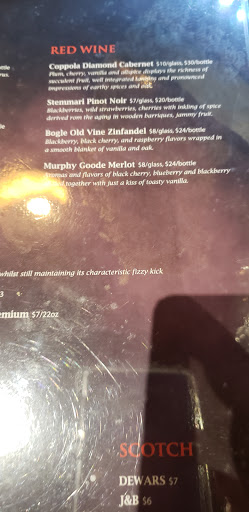 RED WINE
Coppola Diamond Cabernet $10/glass, $30/bottle
Plum, cherry, vanilla and allspice displays the richness of
succulent fruit, well integrated tannins and pronounced
impressions of earthy spices and oak.
Stemmari Pinot Noir $7/glass, $20/bottle
Blackberries, wild strawberries, cherries with inkling of spice
derived rom the aging in wooden barriques, jammy fruit.
Bogle Old Vine Zinfandel $8/glass, $24/bottle
Blackberry, black cherry, and raspberry flavors wrapped in
a smooth blanket of vanilla and oak.
Murphy Goode Merlot $8/glass, $24/bottle
and flavors of black cherry, blueberry and blackberry
together with just a kiss of toasty vanilla.
whilst still maintaining its characteristic fizzy kick
3
$7/22oz
SCOTCH
DEWARS $7
J&B $6